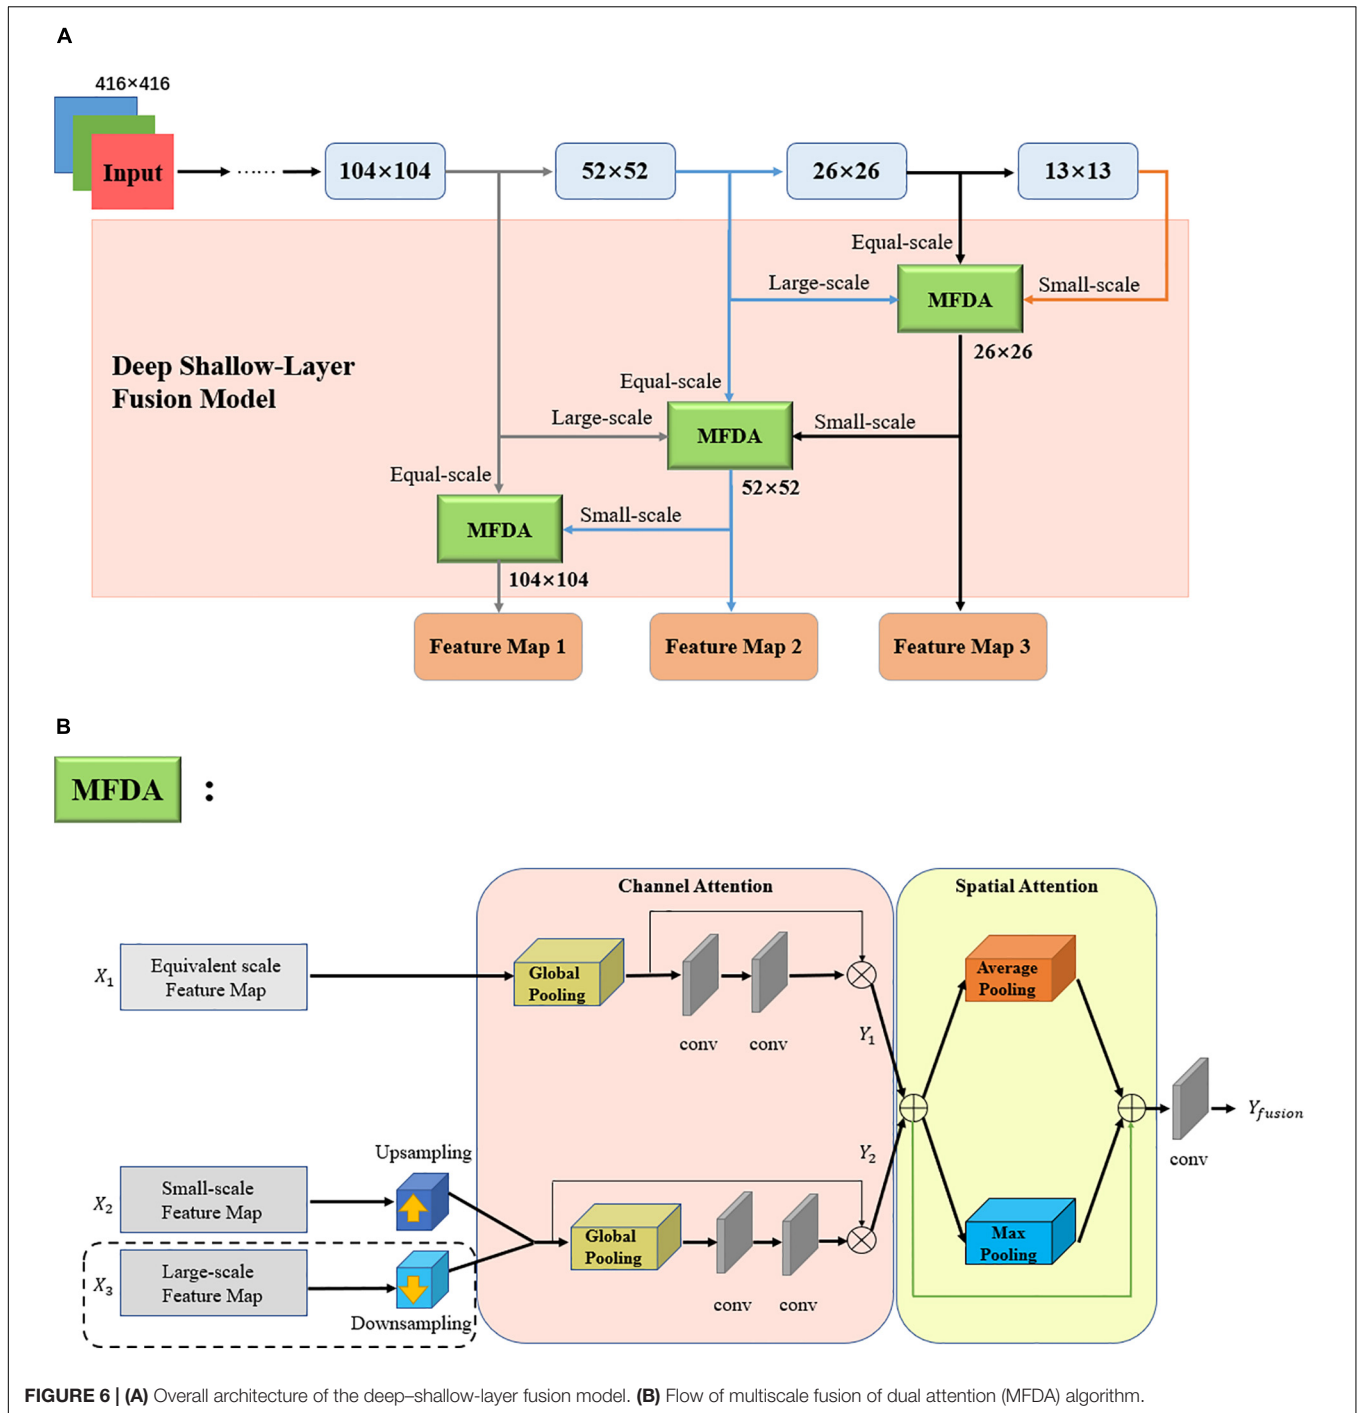 A
416×416
Input
······
104×104
52×52
26×26
13×13
Equal-scale
Large-scale
MFDA
Small-scale
26×26
Deep Shallow-Layer
Fusion Model
Equal-scale
Large-scale
MFDA
Small-scale
52×52
Equal-scale
MFDA
Small-scale
104×104
Feature Map 1
Feature Map 2
Feature Map 3
B
MFDA :
Channel Attention
Spatial Attention
X₁
Equivalent scale
Feature Map
Global
Pooling
conv
conv
Y₁
Average
Pooling
Y_fusion
conv
Upsampling
Y₂
X₂
Small-scale
Feature Map
Global
Pooling
conv
conv
Max
Pooling
X₃
Large-scale
Feature Map
Downsampling
FIGURE 6 | (A) Overall architecture of the deep–shallow-layer fusion model. (B) Flow of multiscale fusion of dual attention (MFDA) algorithm.